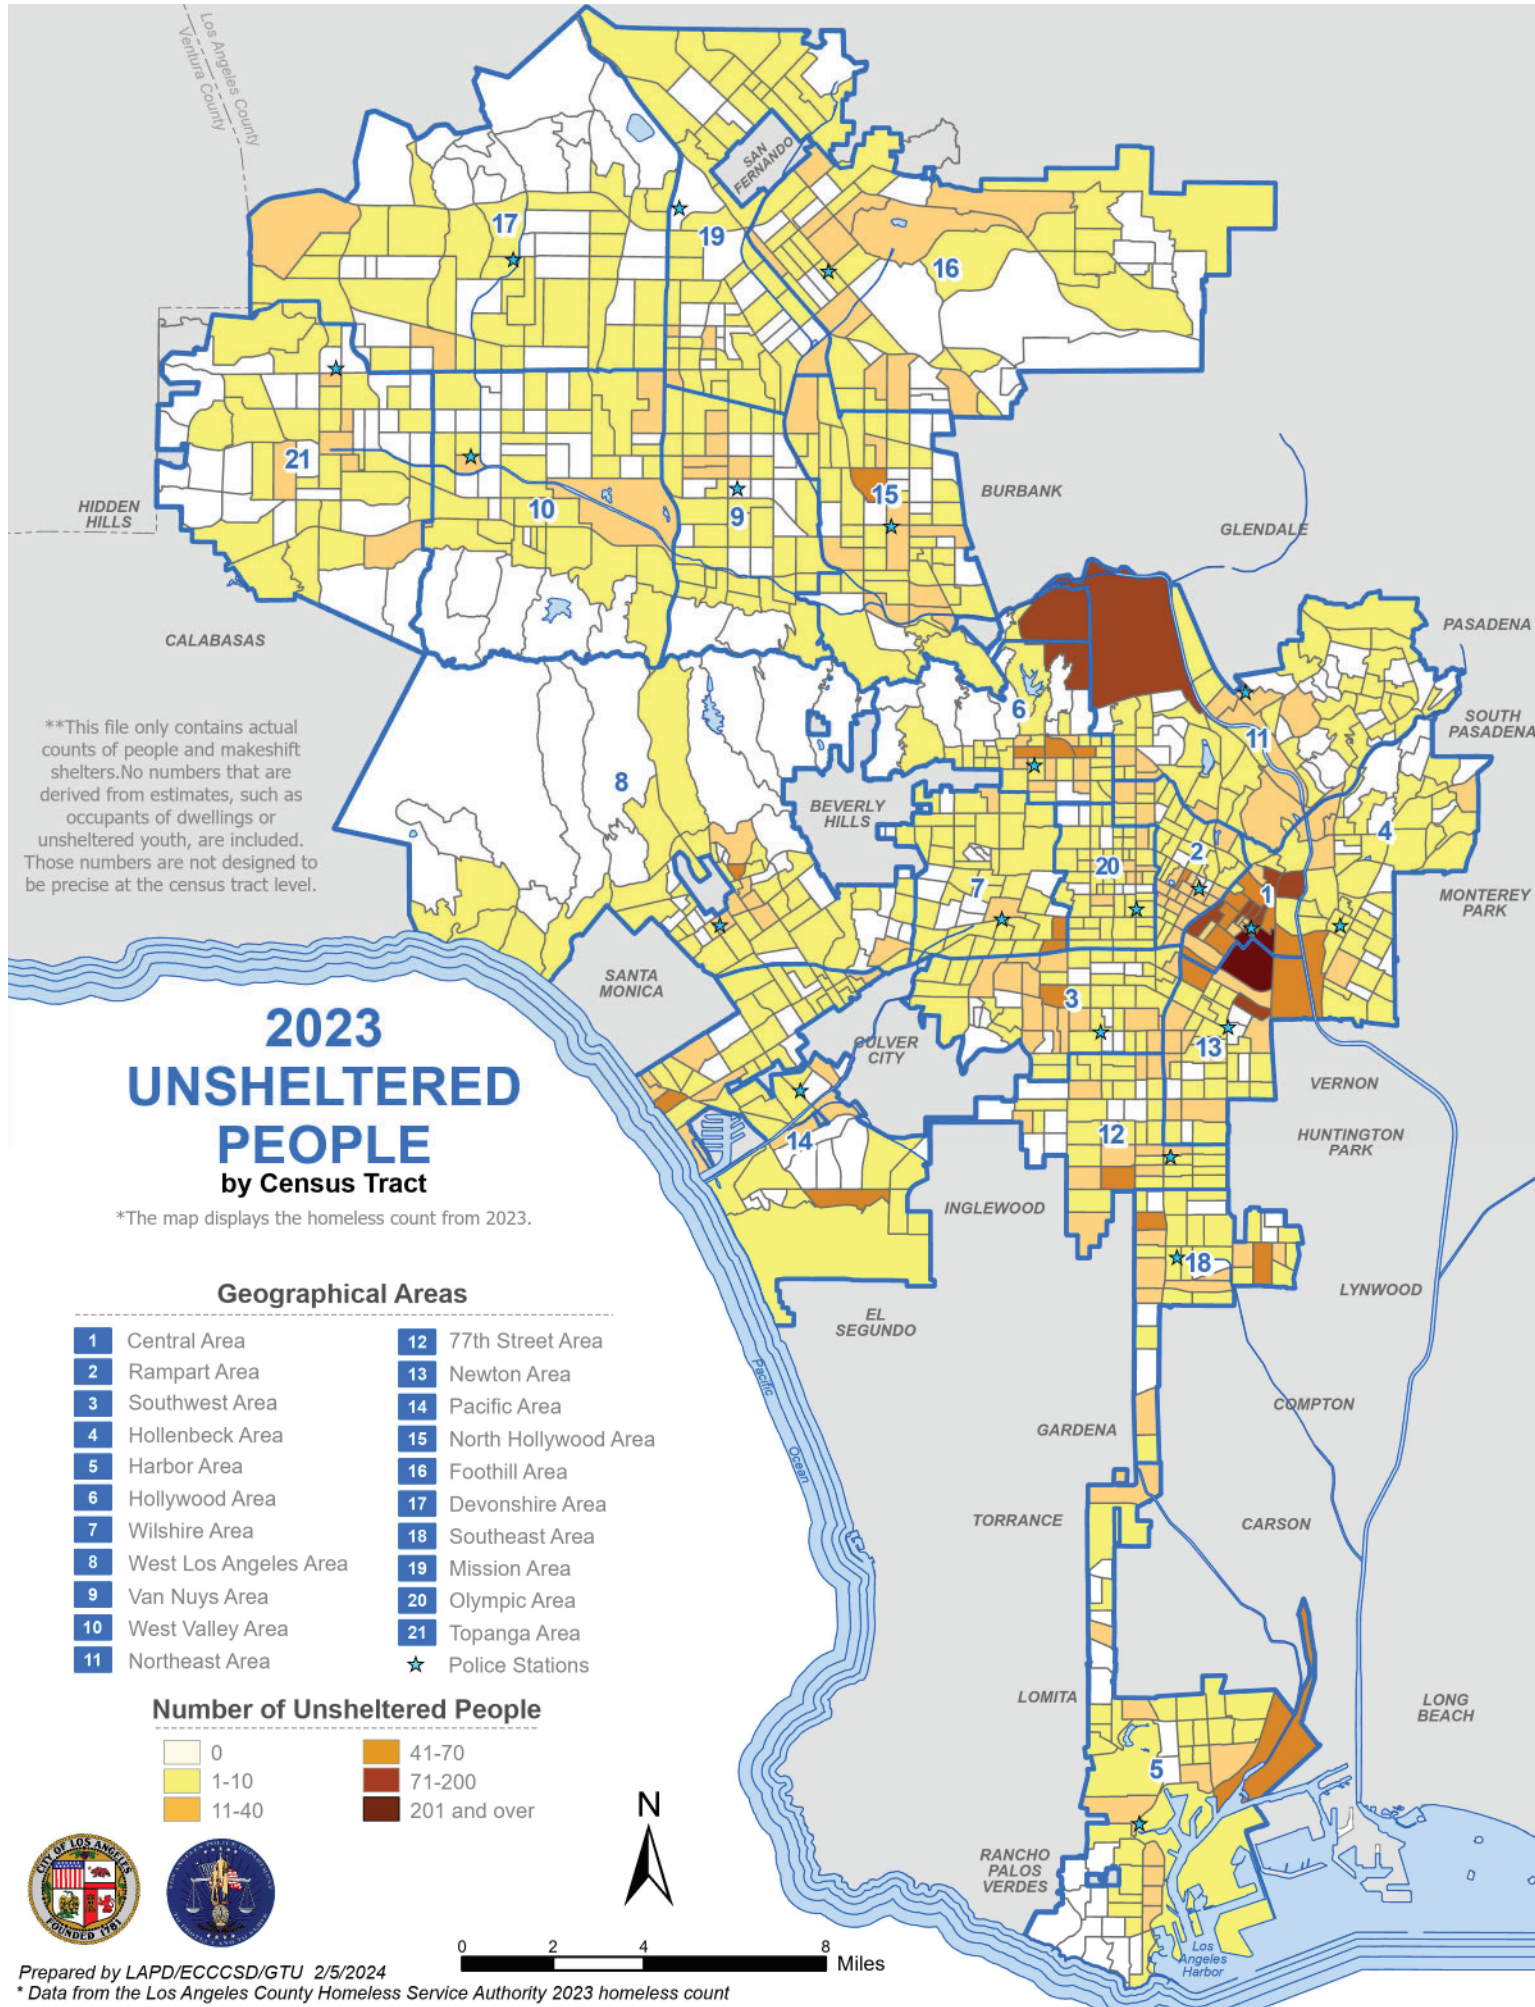 Los Angeles County
Ventura County
SAN
FERNANDO
17
19
16
21
10
9
15
BURBANK
HIDDEN
HILLS
GLENDALE
CALABASAS
PASADENA
6
SOUTH
PASADENA
11
**This file only contains actual
counts of people and makeshift
shelters.No numbers that are
derived from estimates, such as
occupants of dwellings or
unsheltered youth, are included.
Those numbers are not designed to
be precise at the census tract level.
8
BEVERLY
HILLS
4
2
20
7
1
MONTEREY
PARK
SANTA
MONICA
3
CULVER
CITY
13
VERNON
14
12
HUNTINGTON
PARK
INGLEWOOD
18
LYNWOOD
EL
SEGUNDO
2023
UNSHELTERED
PEOPLE
by Census Tract
*The map displays the homeless count from 2023.
Pacific
Ocean
COMPTON
GARDENA
TORRANCE
CARSON
LOMITA
LONG
BEACH
5
RANCHO
PALOS
VERDES
Los
Angeles
Harbor
Geographical Areas
1 Central Area
2 Rampart Area
3 Southwest Area
4 Hollenbeck Area
5 Harbor Area
6 Hollywood Area
7 Wilshire Area
8 West Los Angeles Area
9 Van Nuys Area
10 West Valley Area
11 Northeast Area
12 77th Street Area
13 Newton Area
14 Pacific Area
15 North Hollywood Area
16 Foothill Area
17 Devonshire Area
18 Southeast Area
19 Mission Area
20 Olympic Area
21 Topanga Area
Police Stations
Number of Unsheltered People
0
1-10
11-40
41-70
71-200
201 and over
CITY OF LOS ANGELES
FOUNDED 1781
N
0 2 4 8 Miles
Prepared by LAPD/ECCCSD/GTU 2/5/2024
* Data from the Los Angeles County Homeless Service Authority 2023 homeless count